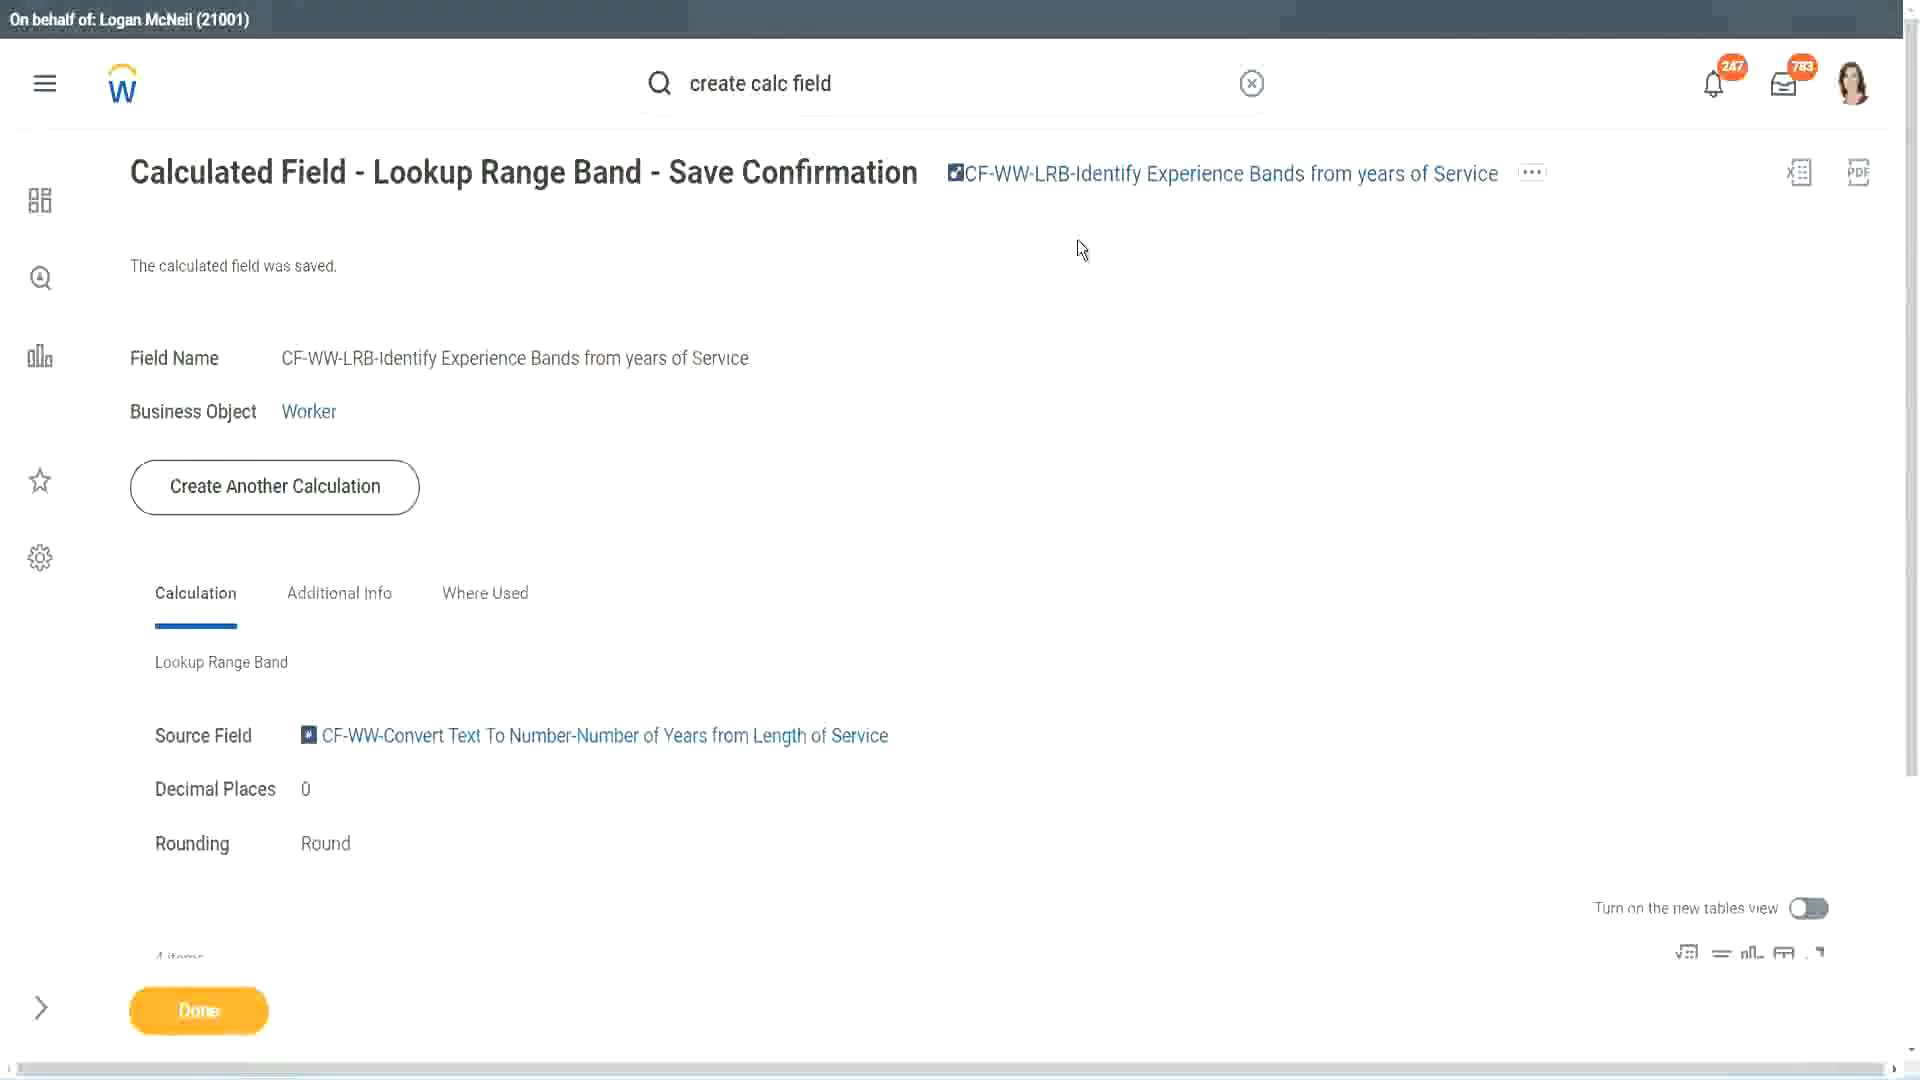 On behalf of: Logan McNeil (21001)
W
create calc field
247
783
Calculated Field - Lookup Range Band - Save Confirmation
CF-WW-LRB-Identify Experience Bands from years of Service
X
PDF
The calculated field was saved.
Field Name CF-WW-LRB-Identify Experience Bands from years of Service
Business Object Worker
Create Another Calculation
Calculation Additional Info Where Used
Lookup Range Band
Source Field CF-WW-Convert Text To Number-Number of Years from Length of Service
Decimal Places 0
Rounding Round
Turn on the new tables view
4 items
Done